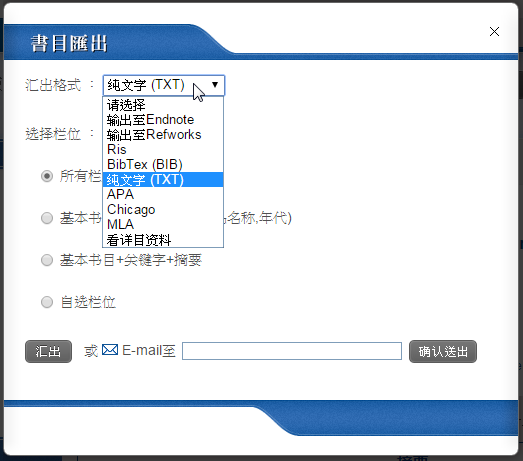 書目匯出
汇出格式 ： 纯文字 (TXT)
请选择
输出至Endnote
选择栏位 ： 输出至Refworks
Ris
BibTex (BIB)
所有栏 纯文字 (TXT)
APA
基本书 Chicago 名称,年代)
MLA
看详目资料
基本书目+关键字+摘要
自选栏位
汇出 或 E-mail至 确认送出